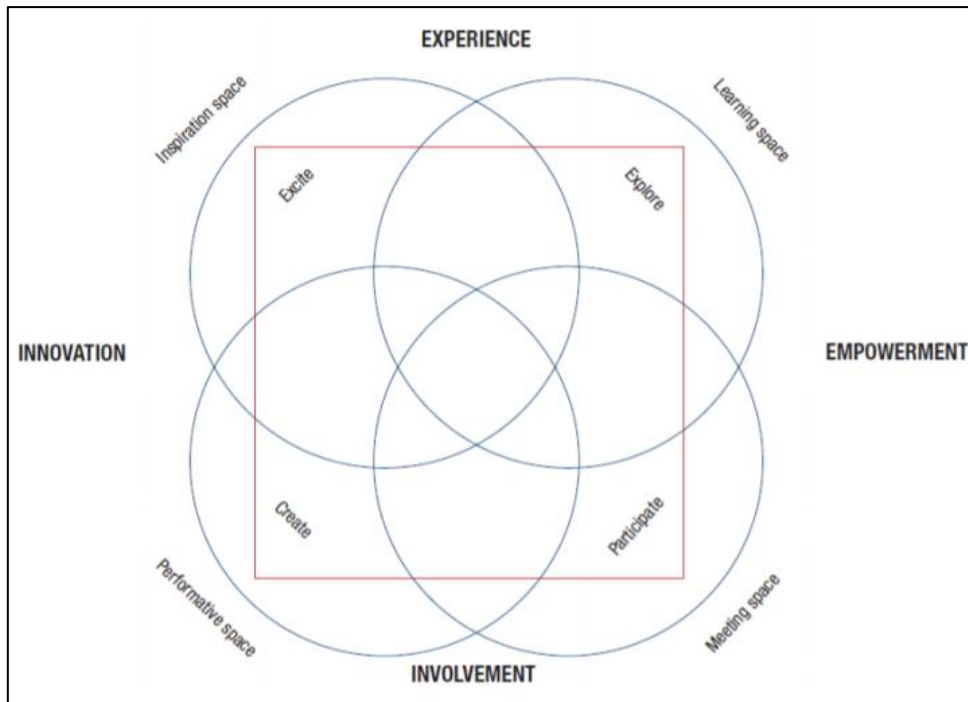 EXPERIENCE
Inspiration space
Learning space
Excite
Explore
INNOVATION
EMPOWERMENT
Create
Participate
Performative space
Meeting space
INVOLVEMENT